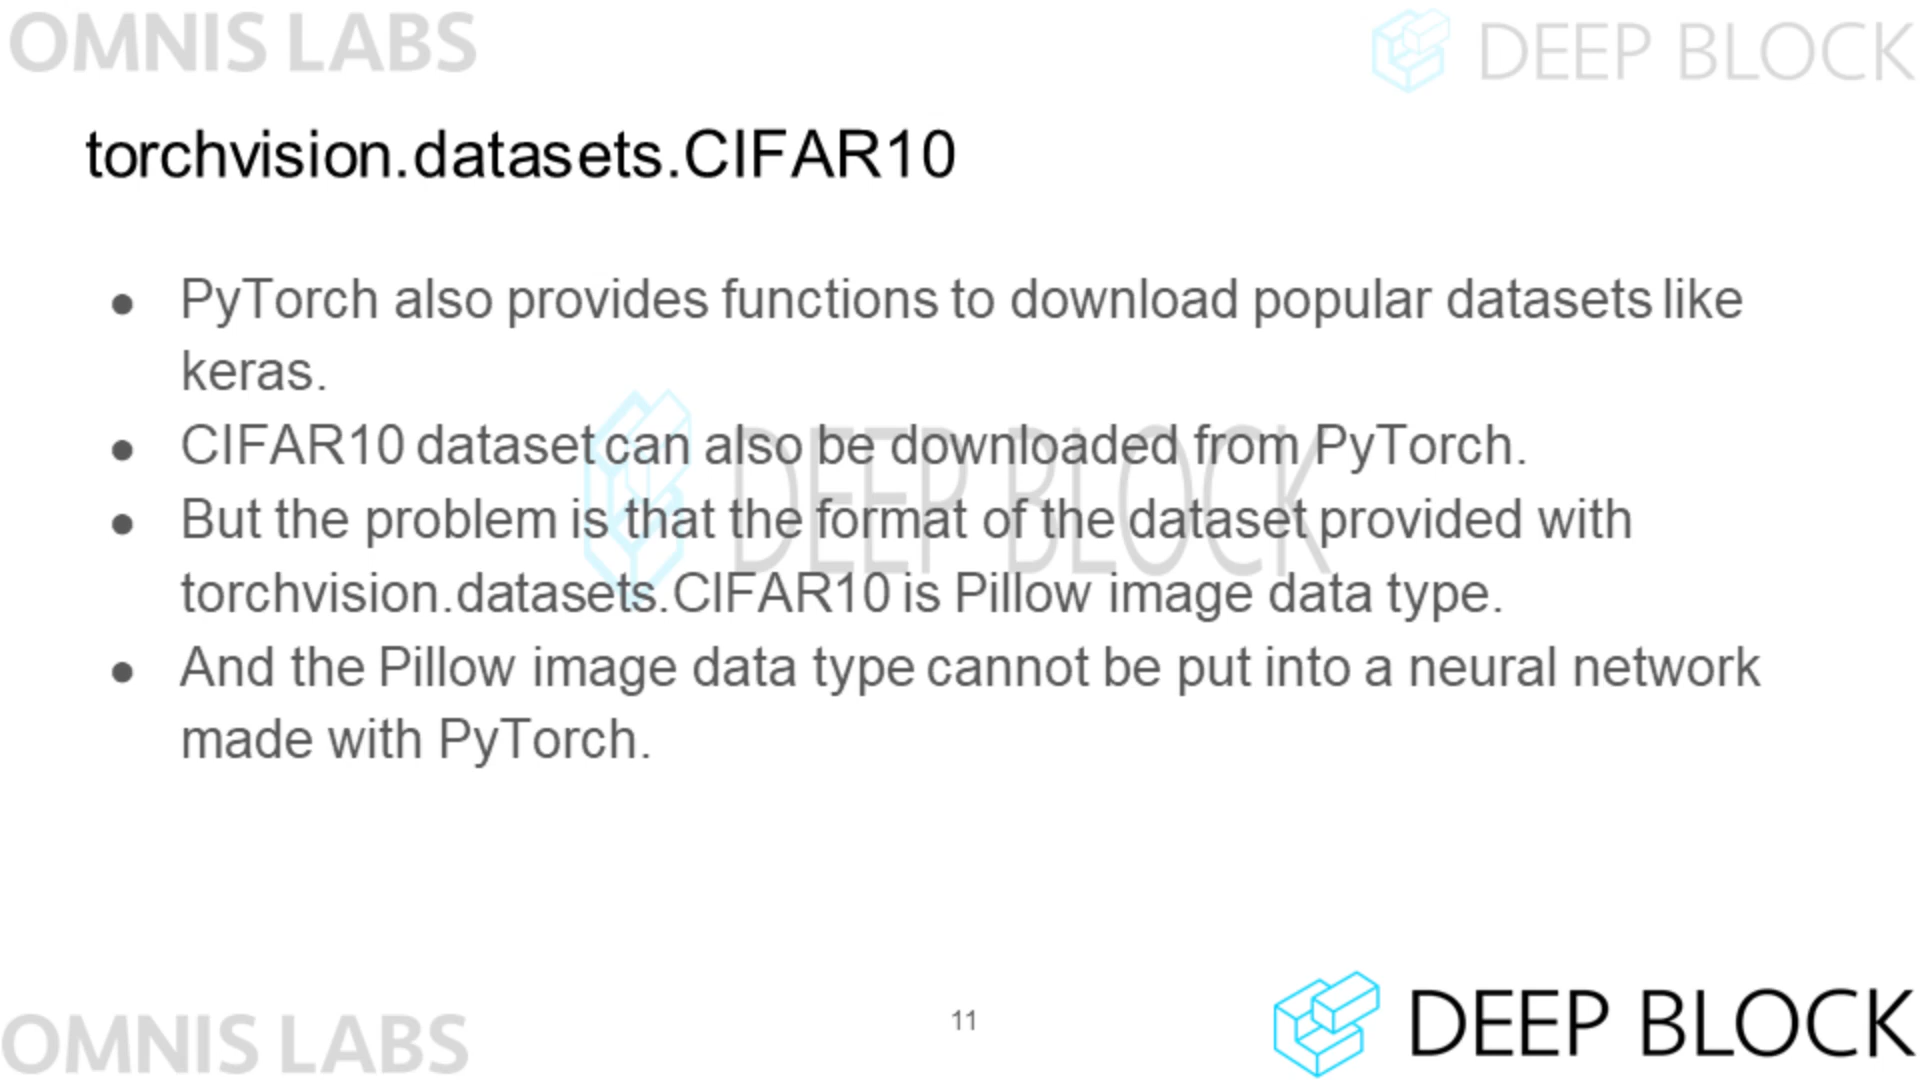 OMNIS LABS
DEEP BLOCK
torchvision.datasets.CIFAR10
● PyTorch also provides functions to download popular datasets like
keras.
● CIFAR10 dataset can also be downloaded from PyTorch.
● But the problem is that the format of the dataset provided with
torchvision.datasets.CIFAR10 is Pillow image data type.
● And the Pillow image data type cannot be put into a neural network
made with PyTorch.
DEEP BLOCK
OMNIS LABS
11
DEEP BLOCK